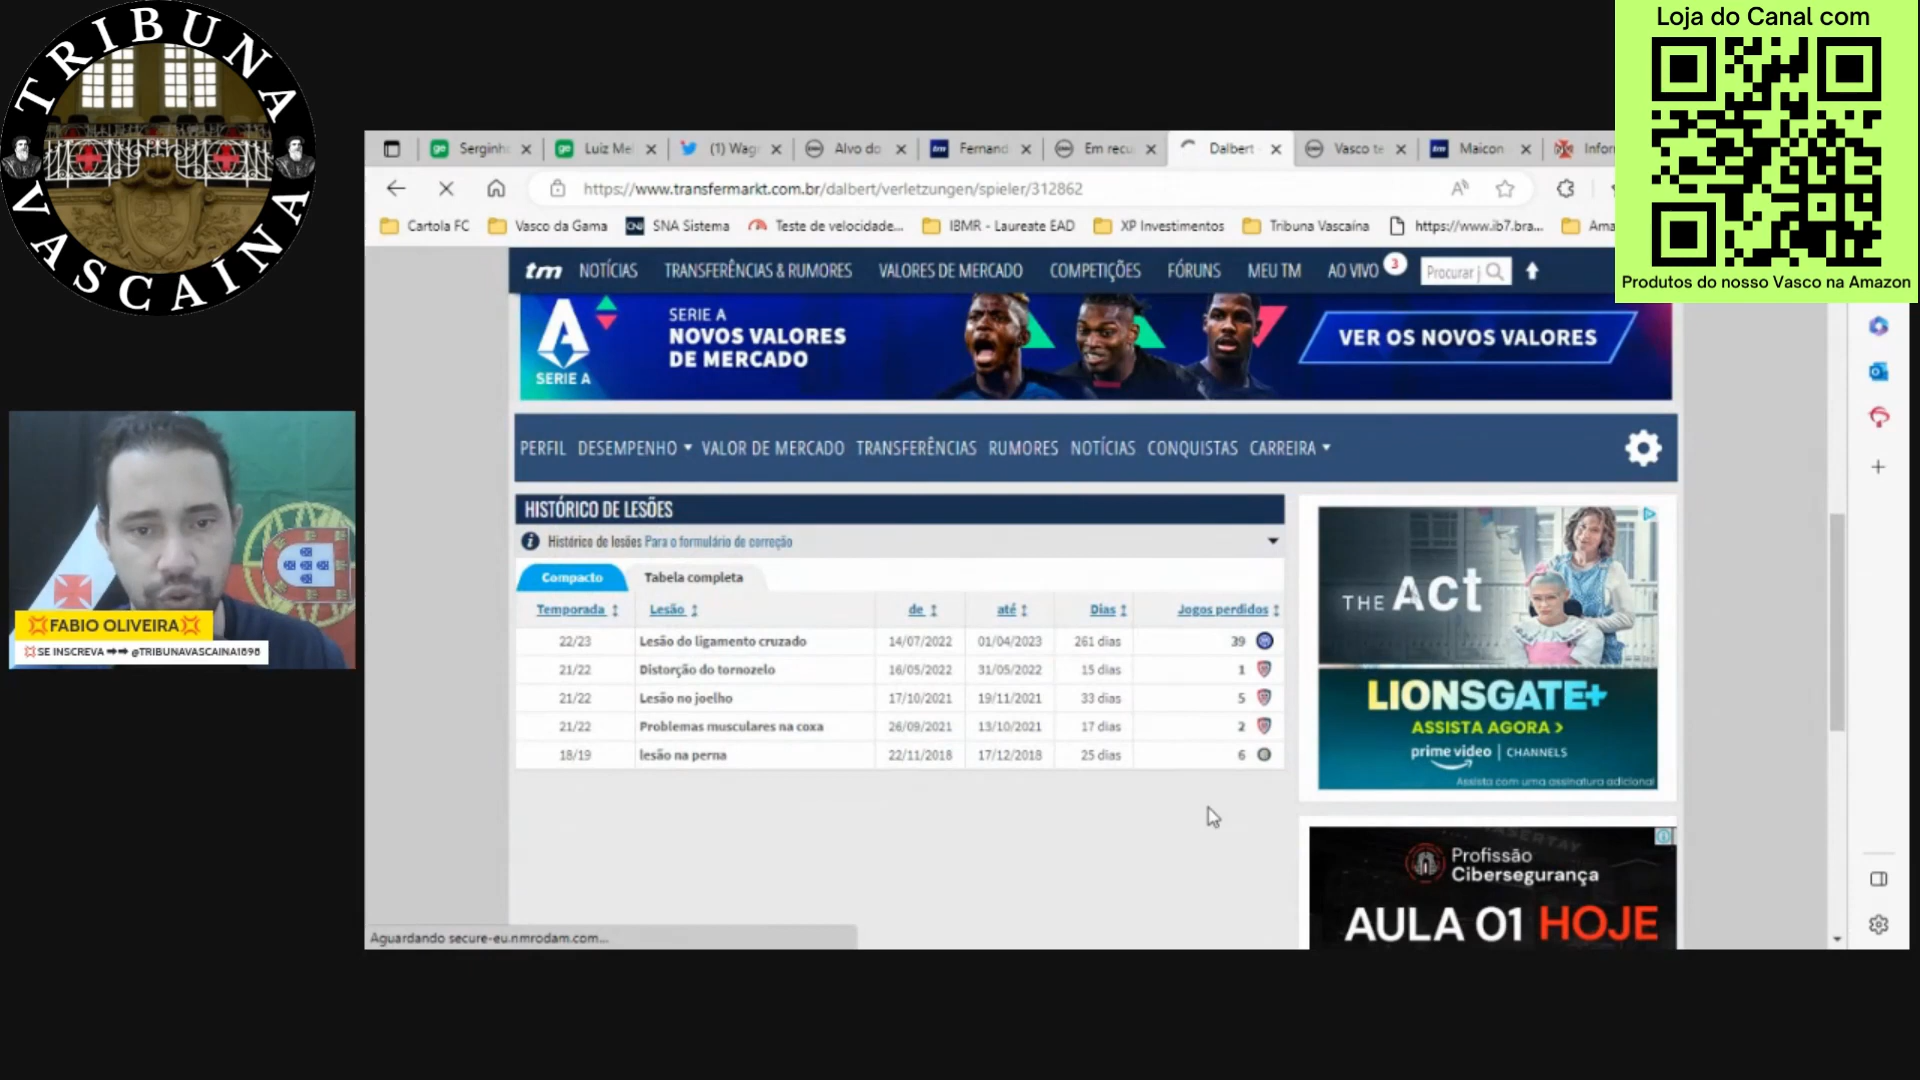 TRIBUNA
VASCAÍNA
Loja do Canal com
Produtos do nosso Vasco na Amazon
Serginh
Luiz Me
(1) Wag
Alvo do
Fernand
Em recu
Dalbert
Vasco te
Maicon
Infor
https://www.transfermarkt.com.br/dalbert/verletzungen/spieler/312862
Cartola FC
Vasco da Gama
SNA Sistema
Teste de velocidade...
IBMR - Laureate EAD
XP Investimentos
Tribuna Vascaína
https://www.ib7.bra...
Ama
tm NOTÍCIAS TRANSFERÊNCIAS & RUMORES VALORES DE MERCADO COMPETIÇÕES FÓRUNS MEU TM AO VIVO 3 Procurar j
SERIE A
NOVOS VALORES
DE MERCADO
SERIE A
VER OS NOVOS VALORES
PERFIL DESEMPENHO VALOR DE MERCADO TRANSFERÊNCIAS RUMORES NOTÍCIAS CONQUISTAS CARREIRA
HISTÓRICO DE LESÕES
Histórico de lesões Para o formulário de correção
Compacto Tabela completa
Temporada Lesão de até Dias Jogos perdidos
22/23 Lesão do ligamento cruzado 14/07/2022 01/04/2023 261 dias 39
21/22 Distorção do tornozelo 16/05/2022 31/05/2022 15 dias 1
21/22 Lesão no joelho 17/10/2021 19/11/2021 33 dias 5
21/22 Problemas musculares na coxa 26/09/2021 13/10/2021 17 dias 2
18/19 lesão na perna 22/11/2018 17/12/2018 25 dias 6
THE ACT
LIONSGATE+
ASSISTA AGORA >
prime video | CHANNELS
Assista com uma assinatura adicional
Profissão
Cibersegurança
AULA 01 HOJE
Aguardando secure-eu.nmrodam.com...
FABIO OLIVEIRA
SE INSCREVA ➡➡ @TRIBUNAVASCAINA1898